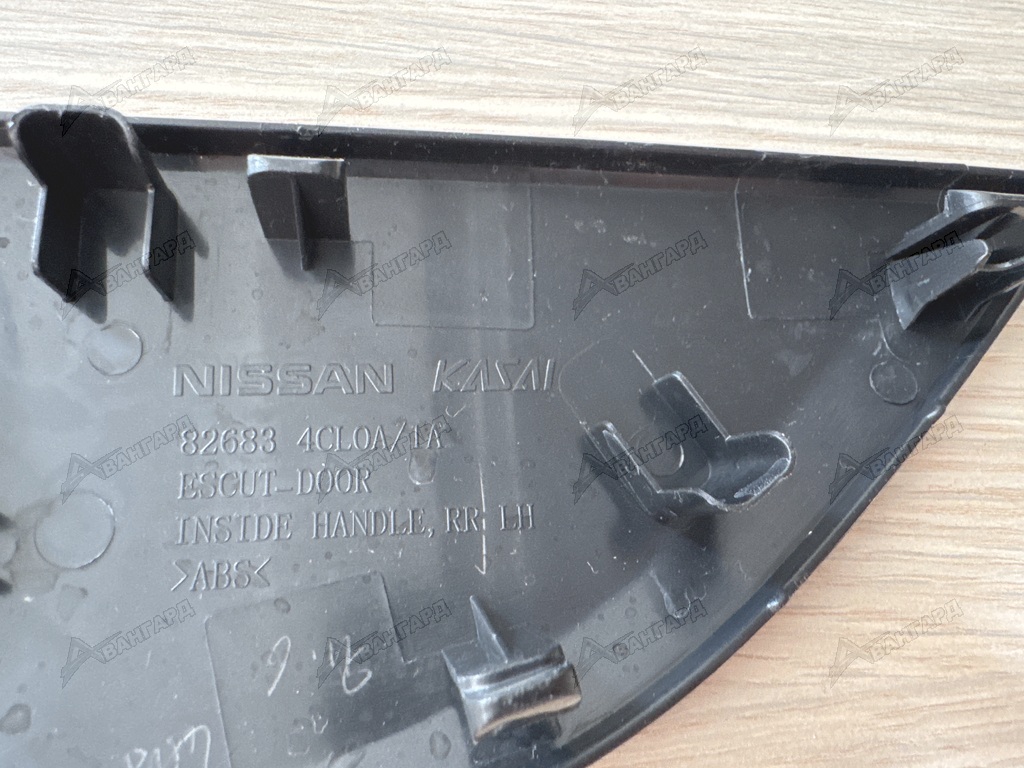 NISSAN KASAI
82683 4CL0A/1A
ESCUT-DOOR
INSIDE HANDLE, RR LH
>ABS<
АВАНГАРД